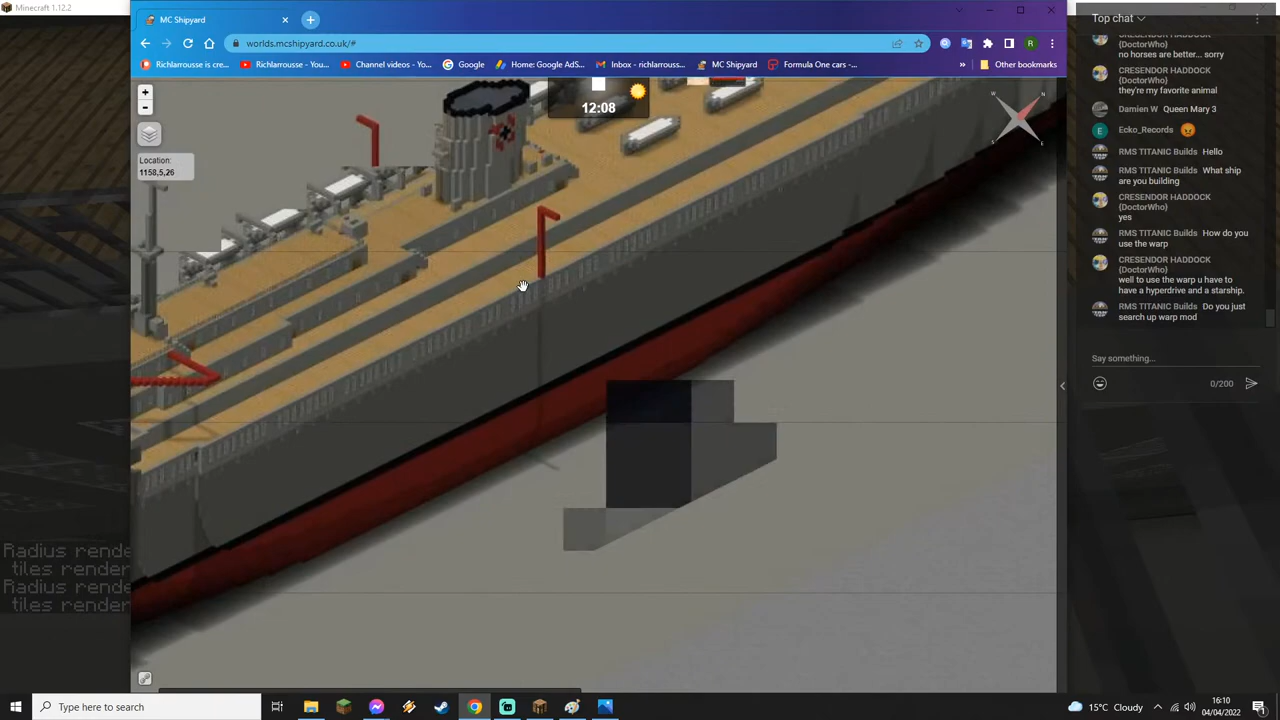 Minecraft 1.12.2
MC Shipyard
Top chat
worlds.mcshipyard.co.uk/#
Richlarrousse is cre...
Richlarrousse - You...
Channel videos - Yo...
Google
Home: Google AdS...
Inbox - richlarrouss...
MC Shipyard
Formula One cars -...
»
Other bookmarks
+
-
12:08
W
N
S
E
Location:
1158,5,26
CRESENDOR HADDOCK
{DoctorWho}
no horses are better... sorry
CRESENDOR HADDOCK
{DoctorWho}
they're my favorite animal
Damien W Queen Mary 3
E Ecko_Records
RMS TITANIC Builds Hello
RMS TITANIC Builds What ship
are you building
CRESENDOR HADDOCK
{DoctorWho}
yes
RMS TITANIC Builds How do you
use the warp
CRESENDOR HADDOCK
{DoctorWho}
well to use the warp u have to
have a hyperdrive and a starship.
RMS TITANIC Builds Do you just
search up warp mod
Say something...
0/200
Radius rende
tiles render
Radius rende
tiles render
Type here to search
15°C Cloudy
16:10
04/04/2022